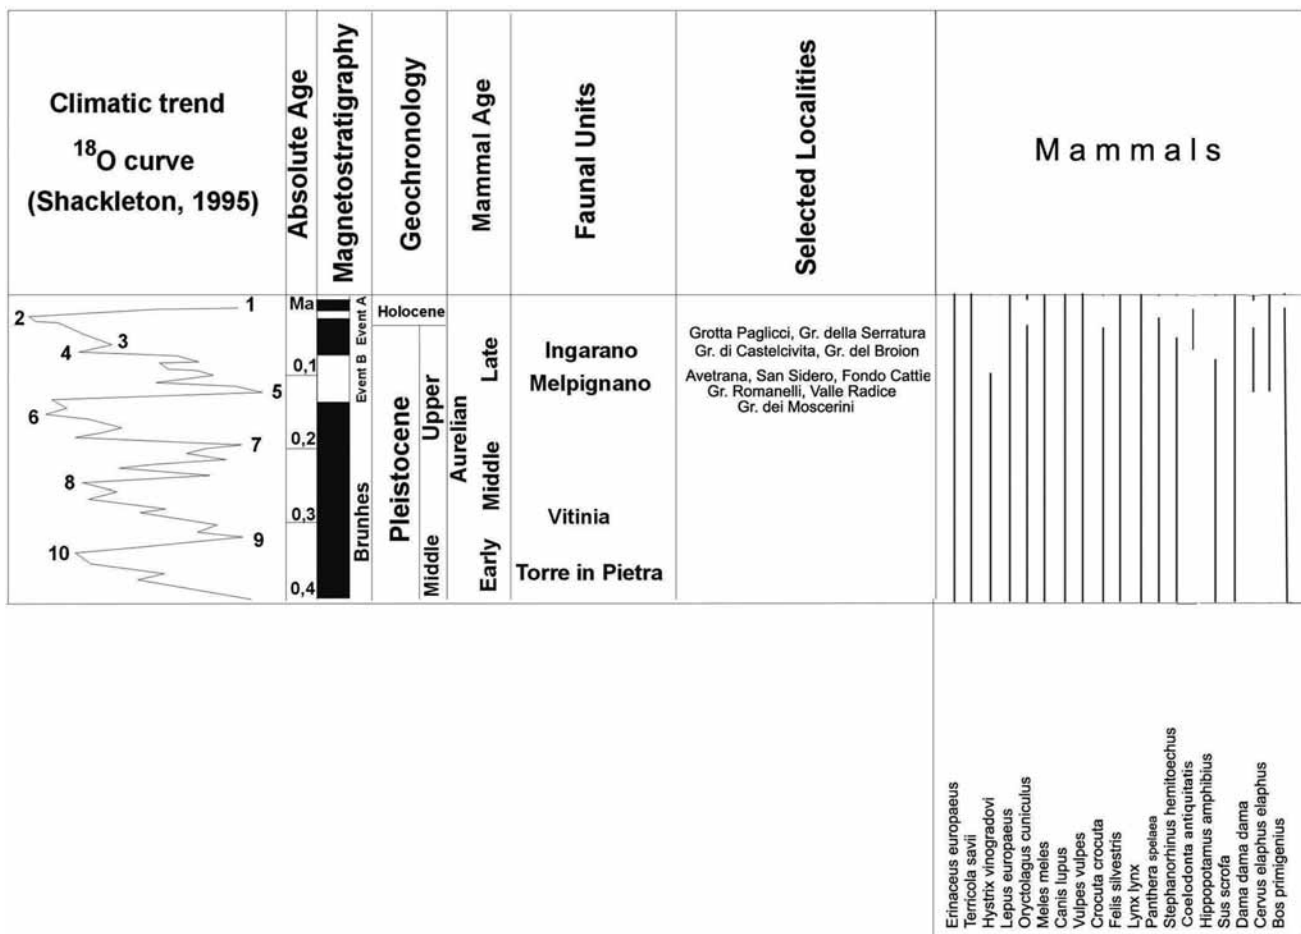 Climatic trend
18O curve
(Shackleton, 1995)
Absolute Age
Magnetostratigraphy
Geochronology
Mammal Age
Faunal Units
Selected Localities
Mammals
1
2
3
4
5
6
7
8
9
10
Ma
0,1
0,2
0,3
0,4
Event A
Event B
Brunhes
Holocene
Pleistocene
Upper
Middle
Aurelian
Late
Middle
Early
Ingarano
Melpignano
Vitinia
Torre in Pietra
Grotta Paglicci, Gr. della Serratura
Gr. di Castelcivita, Gr. del Broion
Avetrana, San Sidero, Fondo Cattie
Gr. Romanelli, Valle Radice
Gr. dei Moscerini
Erinaceus europaeus
Terricola savii
Hystrix vinogradovi
Lepus europaeus
Oryctolagus cuniculus
Meles meles
Canis lupus
Vulpes vulpes
Crocuta crocuta
Felis silvestris
Lynx lynx
Panthera spelaea
Stephanorhinus hemitoechus
Coelodonta antiquitatis
Hippopotamus amphibius
Sus scrofa
Dama dama dama
Cervus elaphus elaphus
Bos primigenius